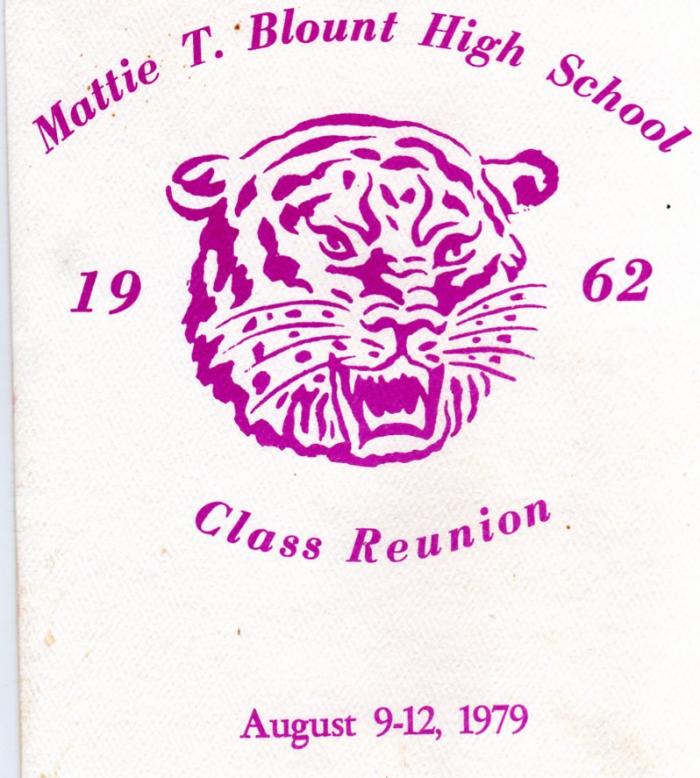 Mattie T. Blount High School
19 62
Class Reunion
August 9-12, 1979